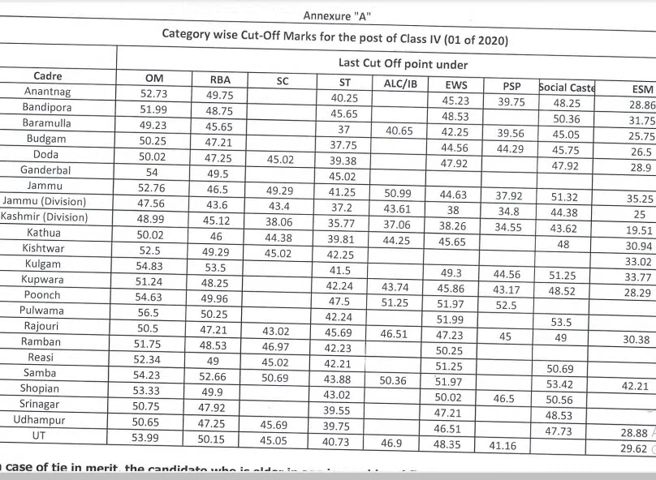 Annexure "A"
Category wise Cut-Off Marks for the post of Class IV (01 of 2020)
Last Cut Off point under
Cadre OM RBA SC ST ALC/IB EWS PSP Social Caste ESM
Anantnag 52.73 49.75 40.25 45.23 39.75 48.25 28.86
Bandipora 51.99 48.75 45.65 48.53 50.36 31.75
Baramulla 49.23 45.65 37 40.65 42.25 39.56 45.05 25.75
Budgam 50.25 47.21 37.75 44.56 44.29 45.75 26.5
Doda 50.02 47.25 45.02 39.38 47.92 47.92 28.9
Ganderbal 54 49.5 45.02
Jammu 52.76 46.5 49.29 41.25 50.99 44.63 37.92 51.32 35.25
Jammu (Division) 47.56 43.6 43.4 37.2 43.61 38 34.8 44.38 25
Kashmir (Division) 48.99 45.12 38.06 35.77 37.06 38.26 34.55 43.62 19.51
Kathua 50.02 46 44.38 39.81 44.25 45.65 48 30.94
Kishtwar 52.5 49.29 45.02 42.25 33.02
Kulgam 54.83 53.5 41.5 49.3 44.56 51.25 33.77
Kupwara 51.24 48.25 42.24 43.74 45.86 43.17 48.52 28.29
Poonch 54.63 49.96 47.5 51.25 51.97 52.5
Pulwama 56.5 50.25 42.24 51.99 53.5
Rajouri 50.5 47.21 43.02 45.69 46.51 47.23 45 49 30.38
Ramban 51.75 48.53 46.97 42.23 50.25
Reasi 52.34 49 45.02 42.21 51.25 50.69
Samba 54.23 52.66 50.69 43.88 50.36 51.97 53.42 42.21
Shopian 53.33 49.9 43.02 50.02 46.5 50.56
Srinagar 50.75 47.92 39.55 47.21 48.53
Udhampur 50.65 47.25 45.69 39.75 46.51 47.73 28.88
UT 53.99 50.15 45.05 40.73 46.9 48.35 41.16 29.62
case of tie in merit, the candidate who is older in